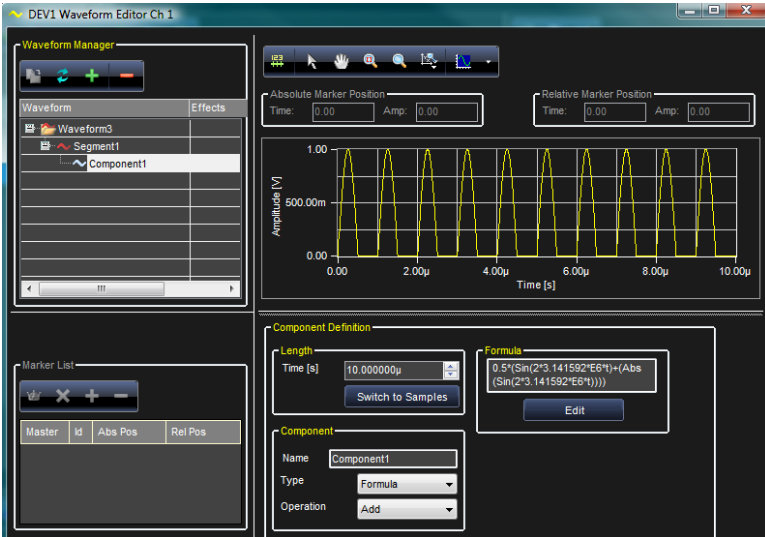 DEV1 Waveform Editor Ch 1
Waveform Manager
Waveform Effects
Waveform3
Segment1
Component1
Marker List
Master Id Abs Pos Rel Pos
123
Absolute Marker Position
Time: 0.00 Amp: 0.00
Relative Marker Position
Time: 0.00 Amp: 0.00
Amplitude [V]
1.00
500.00m
0.00
0.00 2.00µ 4.00µ 6.00µ 8.00µ 10.00µ
Time [s]
Component Definition
Length
Time [s] 10.000000µ
Switch to Samples
Formula
0.5*(Sin(2*3.141592*E6*t)+(Abs
(Sin(2*3.141592*E6*t))))
Edit
Component
Name Component1
Type Formula
Operation Add